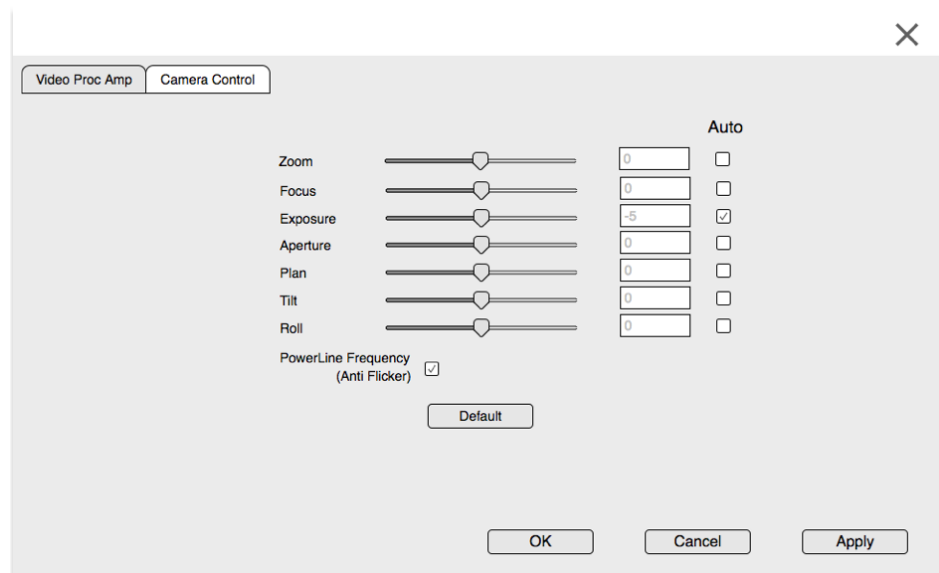 Video Proc Amp Camera Control
Auto
Zoom 0
Focus 0
Exposure -5
Aperture 0
Plan 0
Tilt 0
Roll 0
PowerLine Frequency
(Anti Flicker)
Default
OK Cancel Apply